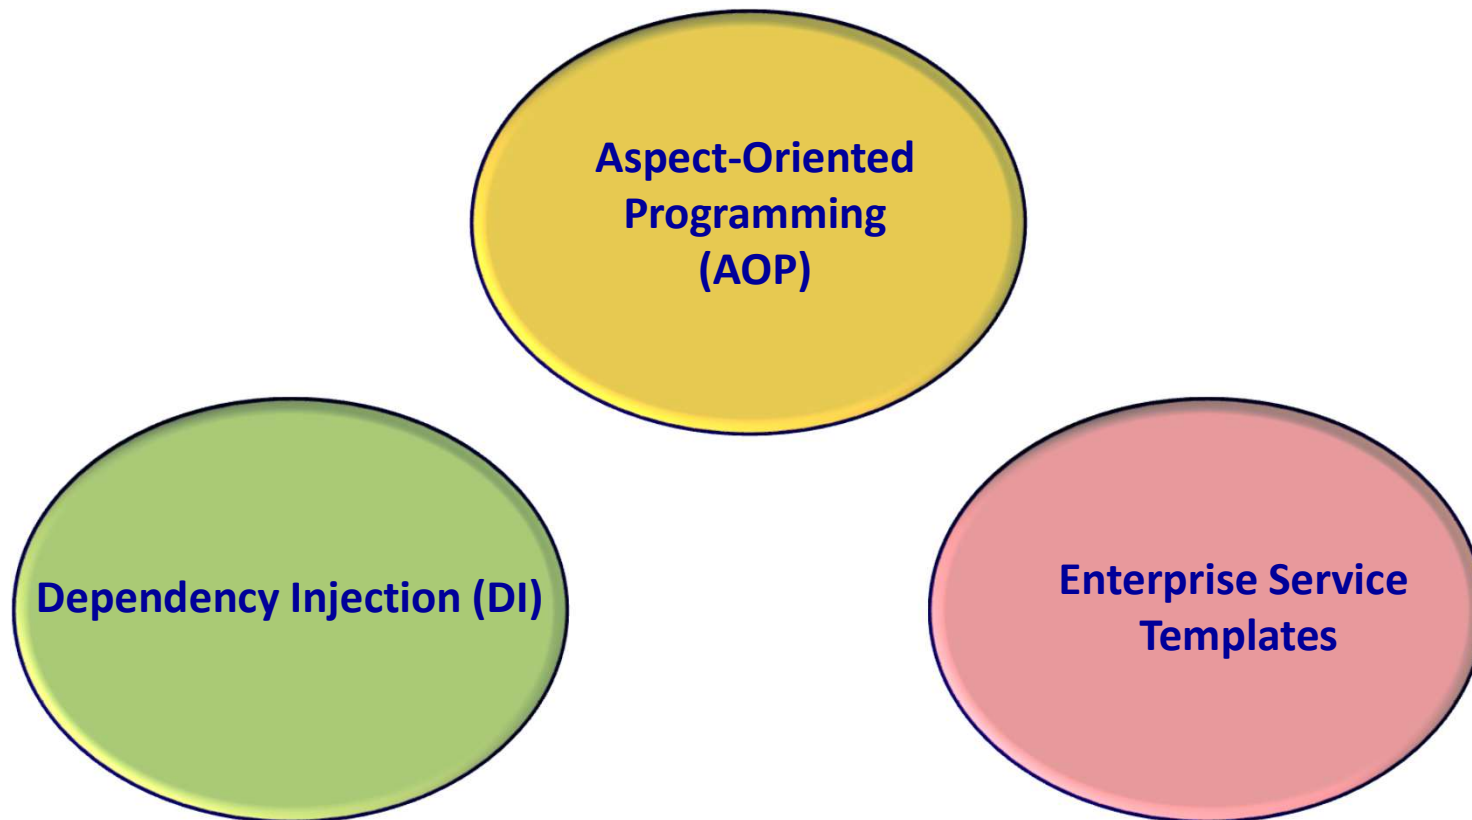 Aspect-Oriented
Programming
(AOP)
Dependency Injection (DI)
Enterprise Service
Templates